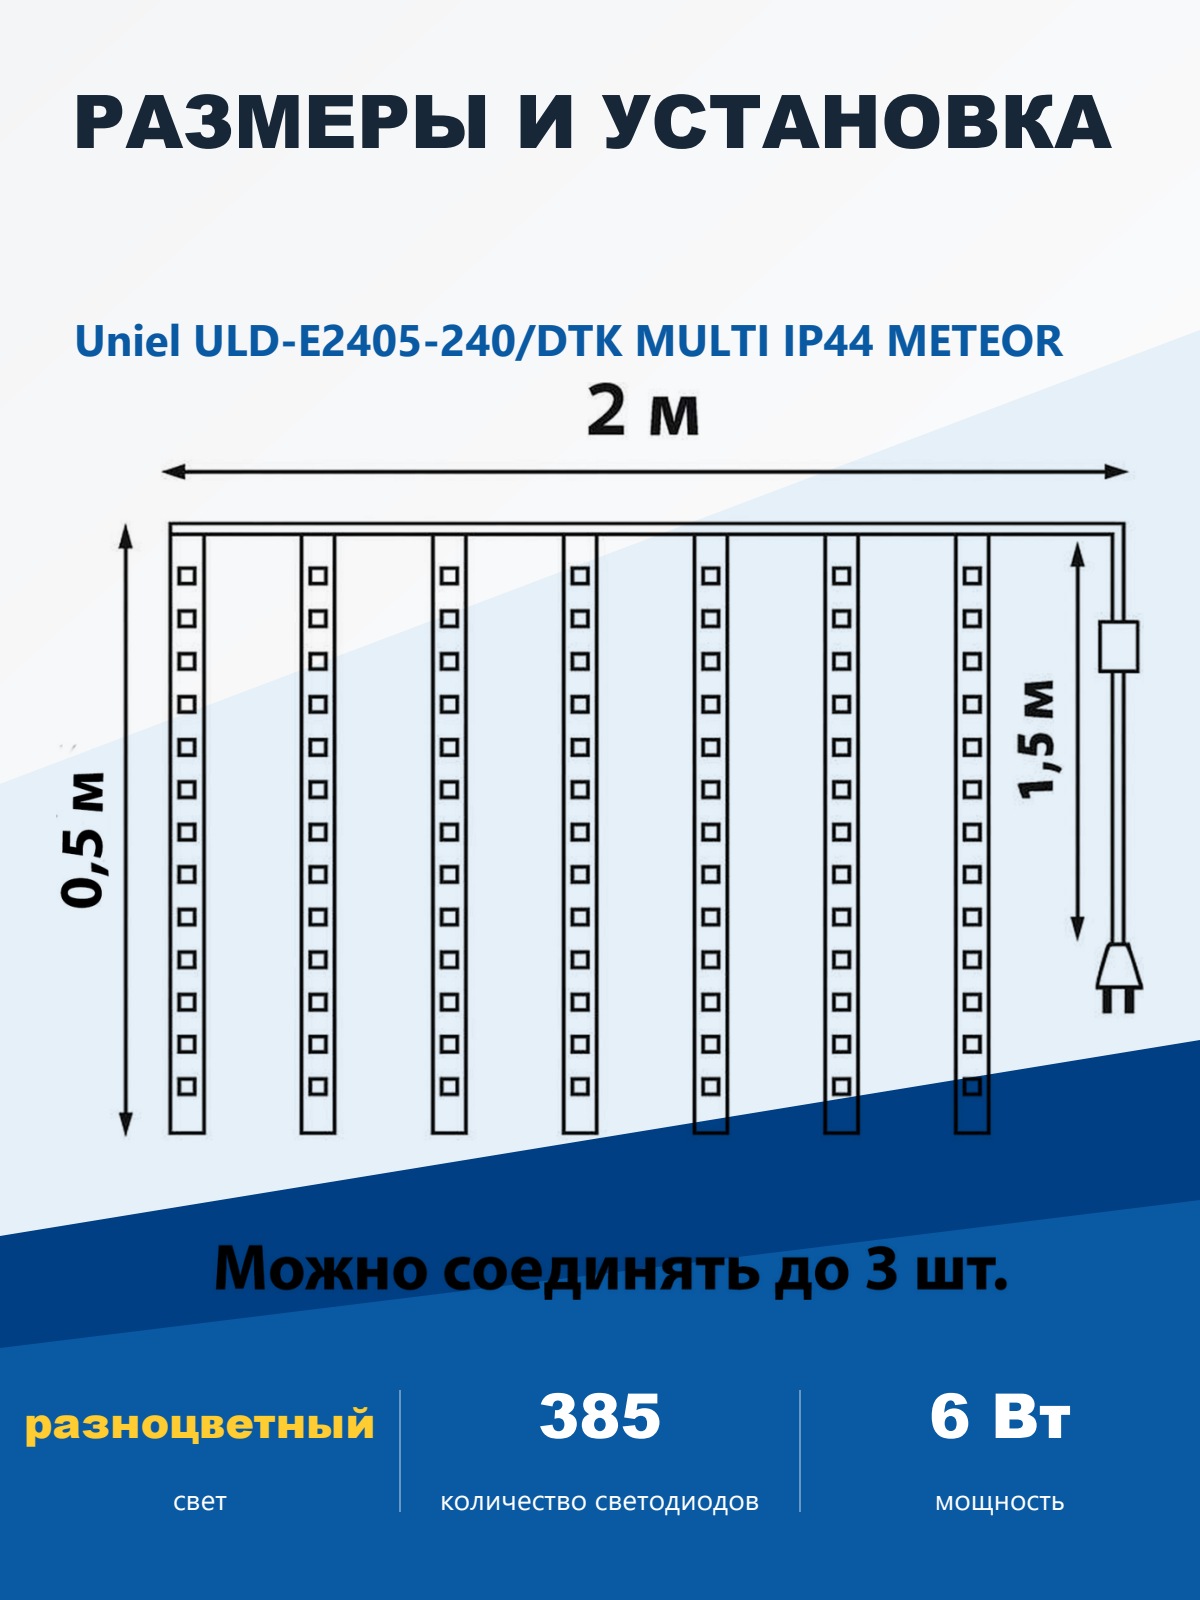 РАЗМЕРЫ И УСТАНОВКА
Uniel ULD-E2405-240/DTK MULTI IP44 METEOR
2 м
0,5 м
1,5 м
Можно соединять до 3 шт.
разноцветный
свет
385
количество светодиодов
6 Вт
мощность